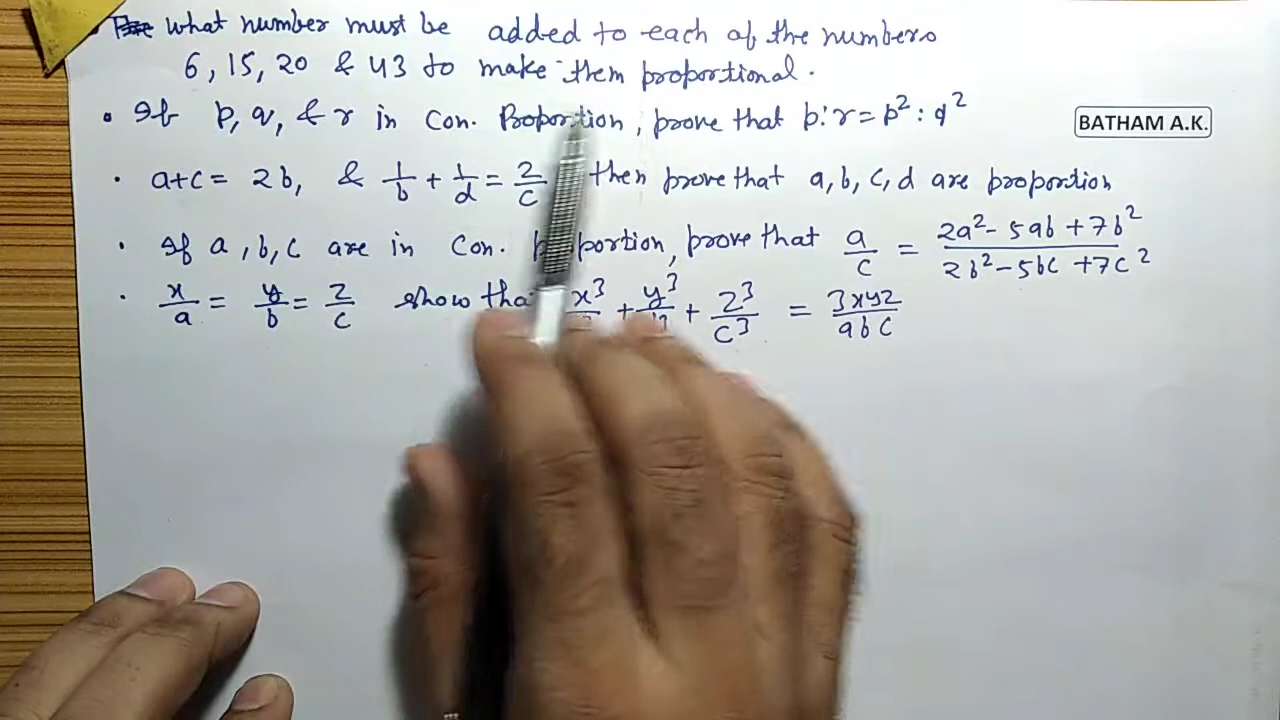 what number must be added to each of the numbers
6, 15, 20 & 43 to make them proportional.
• If p, q, & r in con. Proportion, prove that p:r = p² : q²
BATHAM A.K.
• a+c = 2b, & 1/b + 1/d = 2/c then prove that a, b, c, d are proportion
• If a, b, c are in con. proportion, prove that a/c = (2a² - 5ab + 7b²)/(2b² - 5bc + 7c²)
• x/a = y/b = z/c show that x³ + y³ + z³/c³ = 3xyz/abc